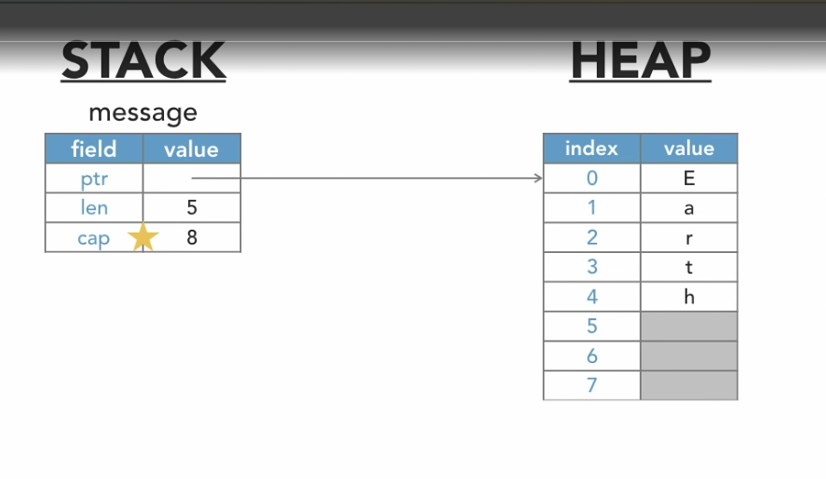 STACK
message
field value
ptr
len 5
cap 8
HEAP
index value
0 E
1 a
2 r
3 t
4 h
5
6
7